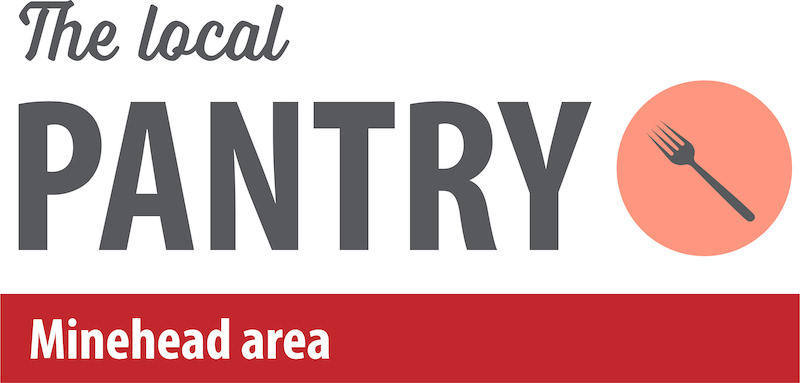 The local
PANTRY
Minehead area